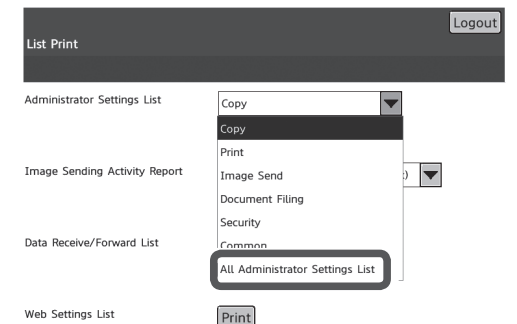 Logout
List Print
Administrator Settings List
Copy
Copy
Print
Image Sending Activity Report
Image Send
:)
Document Filing
Security
Data Receive/Forward List
Common
All Administrator Settings List
Web Settings List
Print